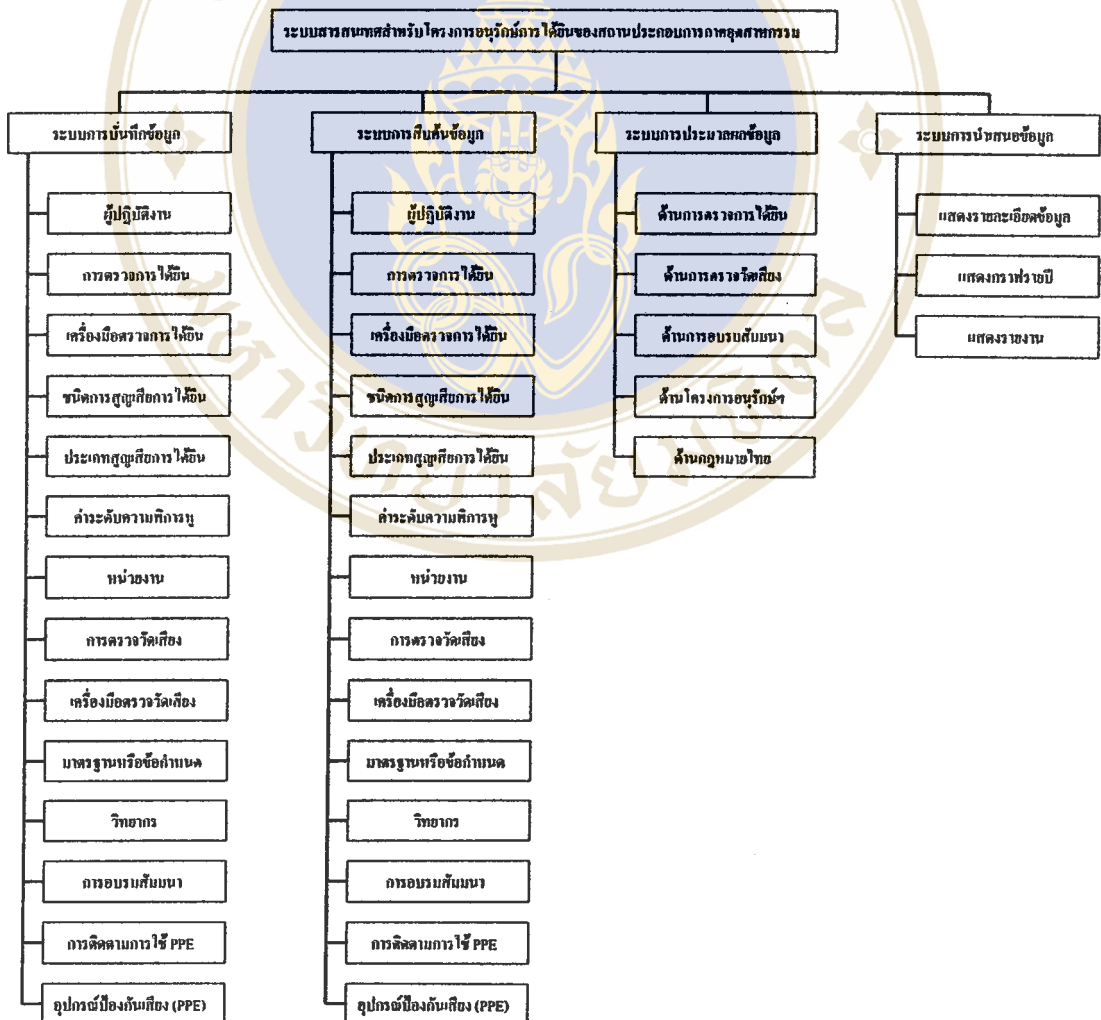 ระบบสารสนเทศสำหรับโครงการอนุรักษ์การได้ยินของสถานประกอบการภาคอุตสาหกรรม
ระบบการบันทึกข้อมูล
ผู้ปฏิบัติงาน
การตรวจการได้ยิน
เครื่องมือตรวจการได้ยิน
ชนิดการสูญเสียการได้ยิน
ประเภทสูญเสียการได้ยิน
ค่าระดับความพิการหู
หน่วยงาน
การตรวจวัดเสียง
เครื่องมือตรวจวัดเสียง
มาตรฐานหรือข้อกำหนด
วิทยากร
การอบรมสัมมนา
การติดตามการใช้ PPE
อุปกรณ์ป้องกันเสียง (PPE)
ระบบการสืบค้นข้อมูล
ผู้ปฏิบัติงาน
การตรวจการได้ยิน
เครื่องมือตรวจการได้ยิน
ชนิดการสูญเสียการได้ยิน
ประเภทสูญเสียการได้ยิน
ค่าระดับความพิการหู
หน่วยงาน
การตรวจวัดเสียง
เครื่องมือตรวจวัดเสียง
มาตรฐานหรือข้อกำหนด
วิทยากร
การอบรมสัมมนา
การติดตามการใช้ PPE
อุปกรณ์ป้องกันเสียง (PPE)
ระบบการประมวลผลข้อมูล
ด้านการตรวจการได้ยิน
ด้านการตรวจวัดเสียง
ด้านการอบรมสัมมนา
ด้านโครงการอนุรักษ์ฯ
ด้านกฎหมายไทย
ระบบการนำเสนอข้อมูล
แสดงรายละเอียดข้อมูล
แสดงกราฟรายปี
แสดงรายงาน
มหาวิทยาลัยมหิดล